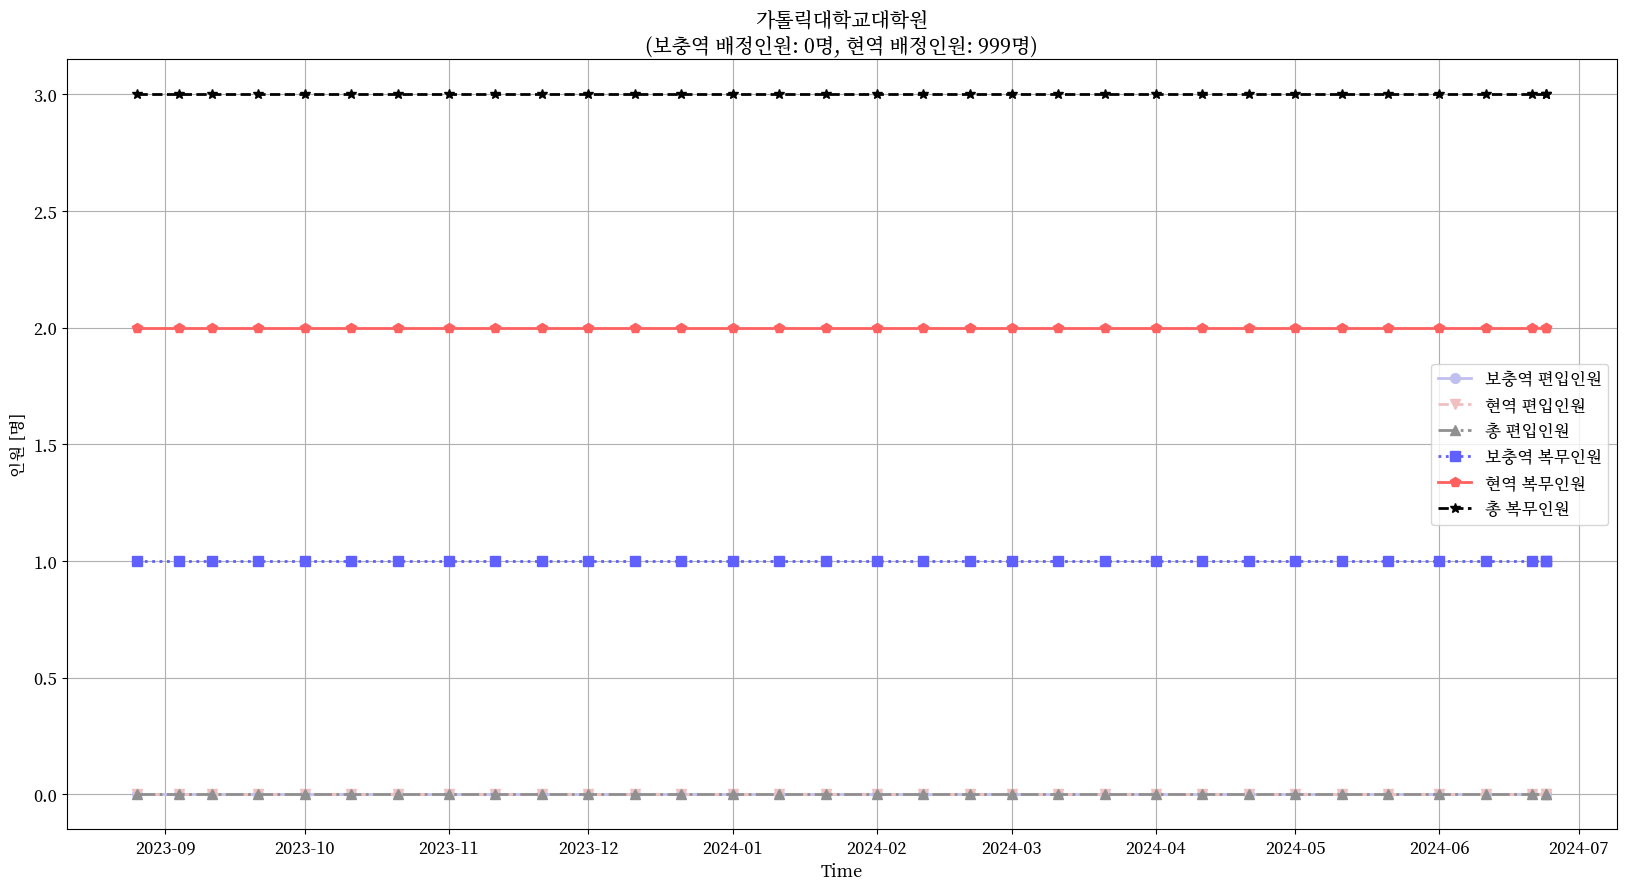 가톨릭대학교대학원
(보충역 배정인원: 0명, 현역 배정인원: 999명)
3.0
2.5
2.0
1.5
1.0
0.5
0.0
인원 [명]
보충역 편입인원
현역 편입인원
총 편입인원
보충역 복무인원
현역 복무인원
총 복무인원
2023-09 2023-10 2023-11 2023-12 2024-01 2024-02 2024-03 2024-04 2024-05 2024-06 2024-07
Time